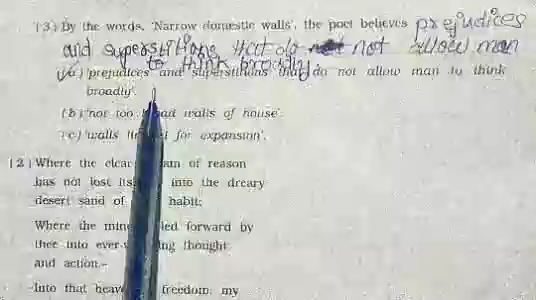 (3) By the words, 'Narrow domestic walls', the poet believes prejudices
and superstitions that do not allow man
to think broadly
(a) 'prejudices and superstitions that do not allow man to think
broadly'.
(b) 'not too road walls of house'.
(c) 'walls for expansion'.
(2) Where the clear am of reason
has not lost its into the dreary
desert sand of habit;
Where the mind led forward by
thee into ever ing thought
and action.-
Into that heav freedom, my